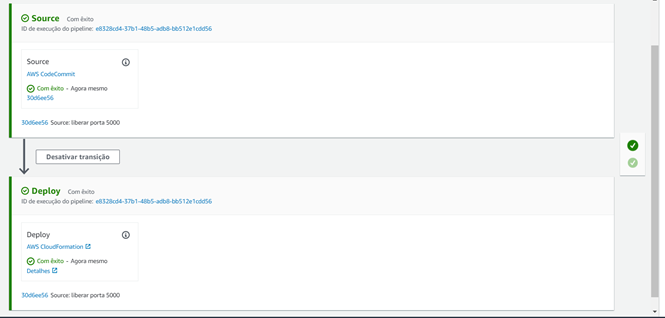 Source Com êxito
ID de execução do pipeline: e8328cd4-37b1-48b5-adb8-bb512e1cdd56
Source
AWS CodeCommit
Com êxito - Agora mesmo
30d6ee56
30d6ee56 Source: liberar porta 5000
Desativar transição
Deploy Com êxito
ID de execução do pipeline: e8328cd4-37b1-48b5-adb8-bb512e1cdd56
Deploy
AWS CloudFormation
Com êxito - Agora mesmo
Detalhes
30d6ee56 Source: liberar porta 5000